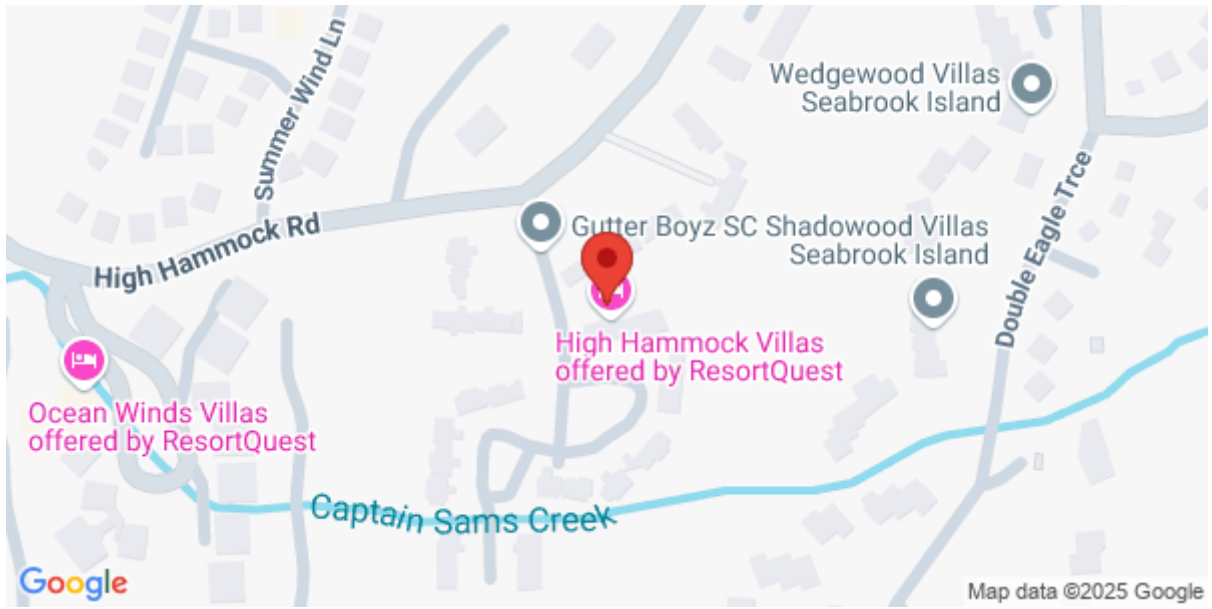 Summer Wind Ln
Wedgewood Villas
Seabrook Island
High Hammock Rd
Gutter Boyz SC
Shadowood Villas
Seabrook Island
Double Eagle Trce
High Hammock Villas
offered by ResortQuest
Ocean Winds Villas
offered by ResortQuest
Captain Sams Creek
Google
Map data ©2025 Google